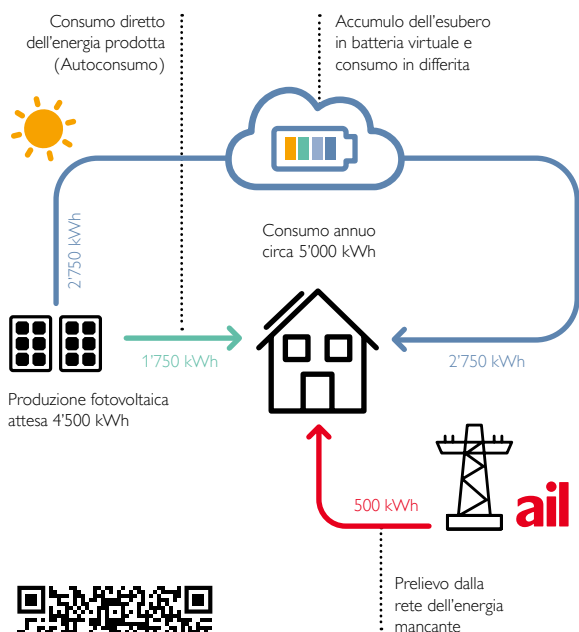 Consumo diretto
dell’energia prodotta
(Autoconsumo)
Accumulo dell’esubero
in batteria virtuale e
consumo in differita
2’750 kWh
Consumo annuo
circa 5’000 kWh
1’750 kWh
2’750 kWh
Produzione fotovoltaica
attesa 4’500 kWh
500 kWh
ail
Prelievo dalla
rete dell’energia
mancante